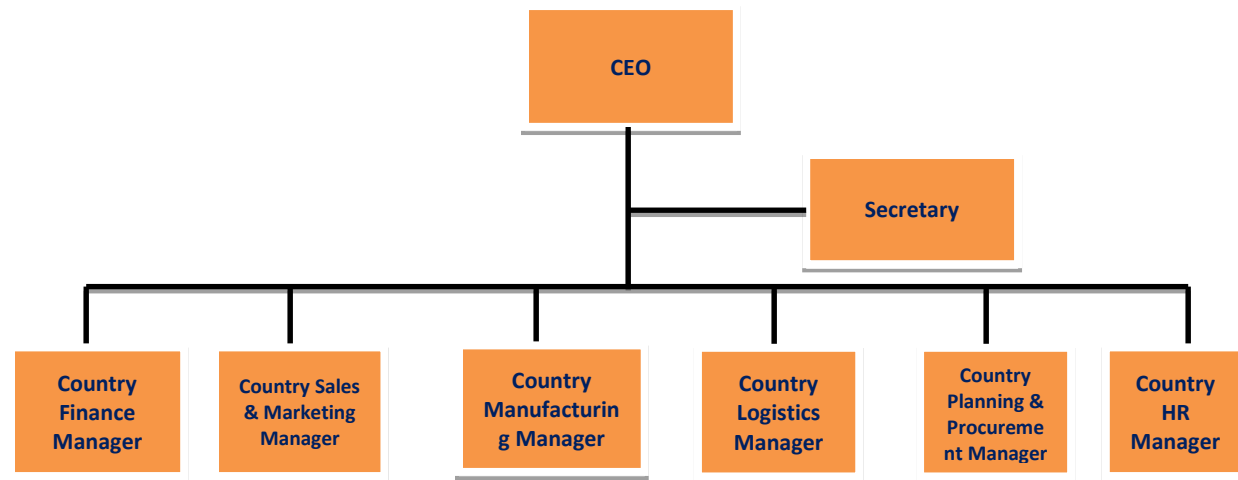 CEO
Secretary
Country
Finance
Manager
Country Sales
& Marketing
Manager
Country
Manufacturin
g Manager
Country
Logistics
Manager
Country
Planning &
Procureme
nt Manager
Country
HR
Manager